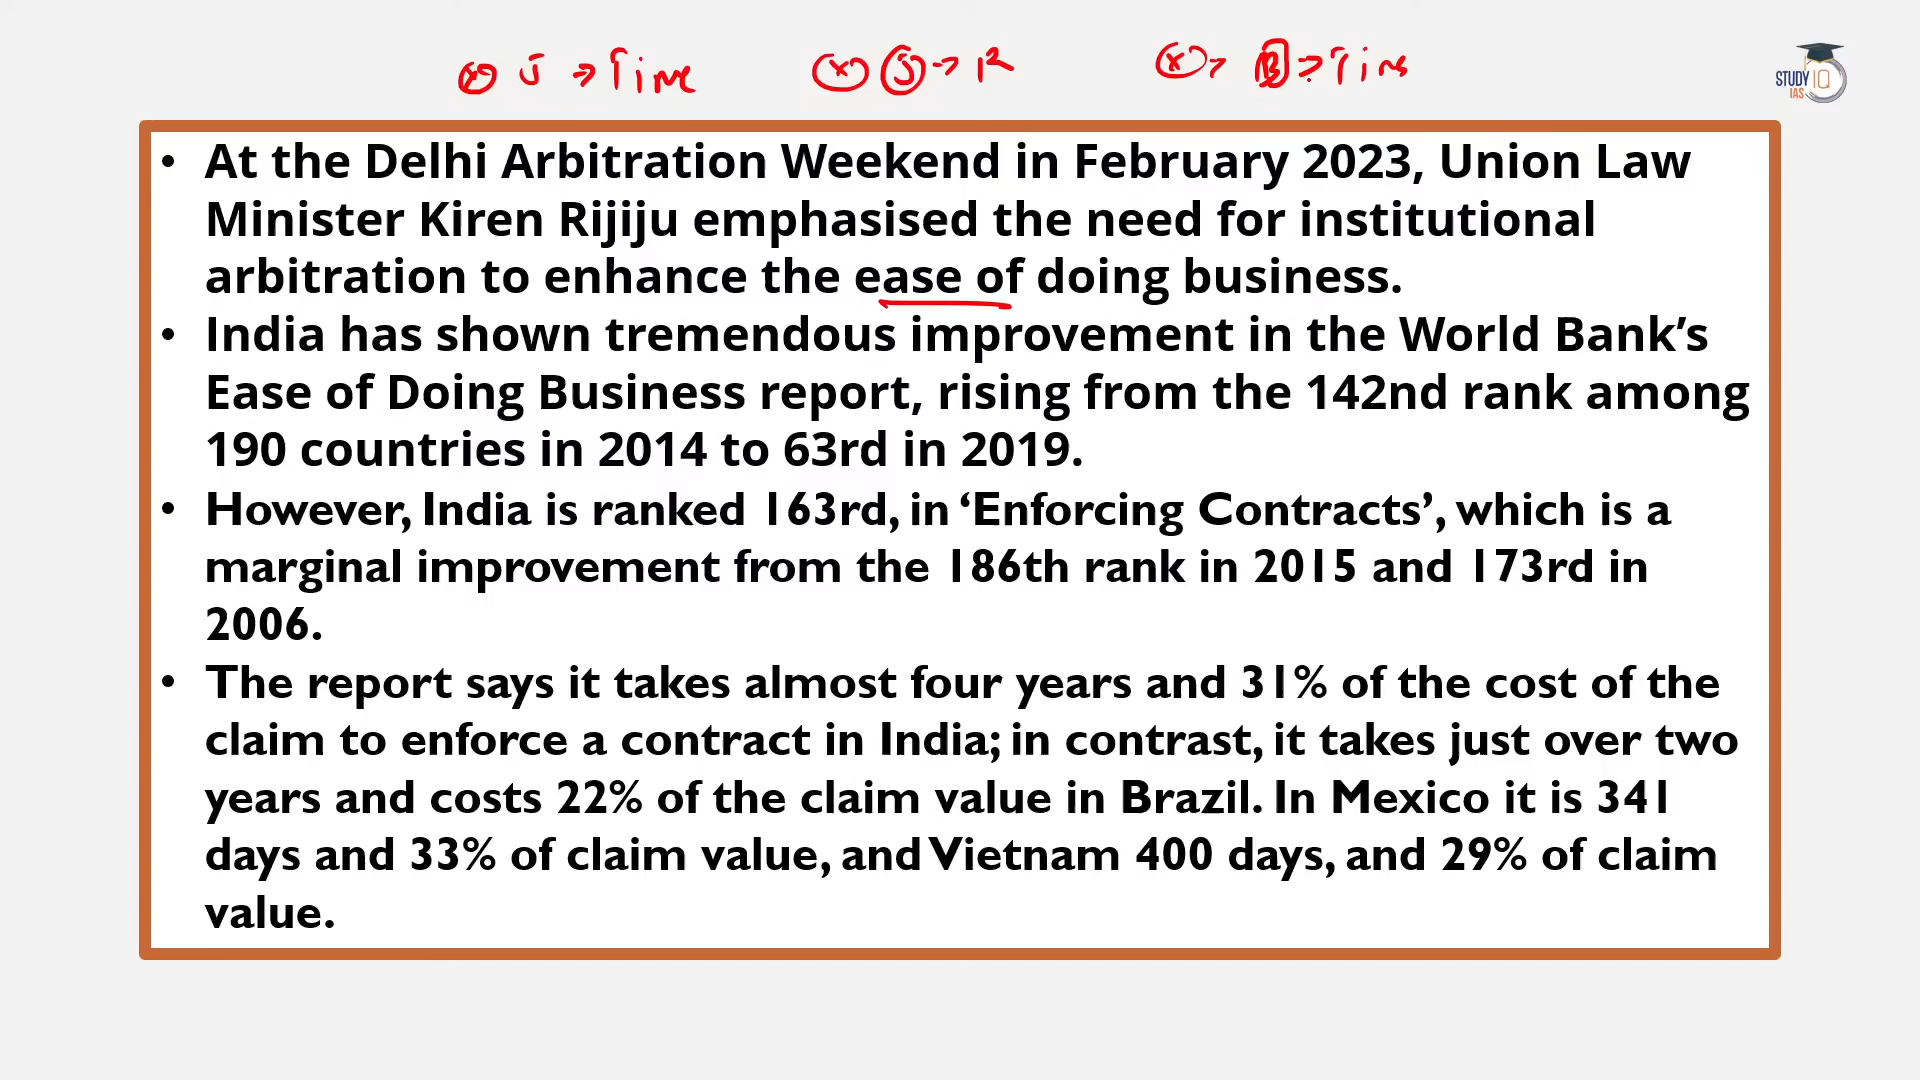 Time
STUDY IQ
IAS
• At the Delhi Arbitration Weekend in February 2023, Union Law
Minister Kiren Rijiju emphasised the need for institutional
arbitration to enhance the ease of doing business.
• India has shown tremendous improvement in the World Bank’s
Ease of Doing Business report, rising from the 142nd rank among
190 countries in 2014 to 63rd in 2019.
• However, India is ranked 163rd, in ‘Enforcing Contracts’, which is a
marginal improvement from the 186th rank in 2015 and 173rd in
2006.
• The report says it takes almost four years and 31% of the cost of the
claim to enforce a contract in India; in contrast, it takes just over two
years and costs 22% of the claim value in Brazil. In Mexico it is 341
days and 33% of claim value, and Vietnam 400 days, and 29% of claim
value.